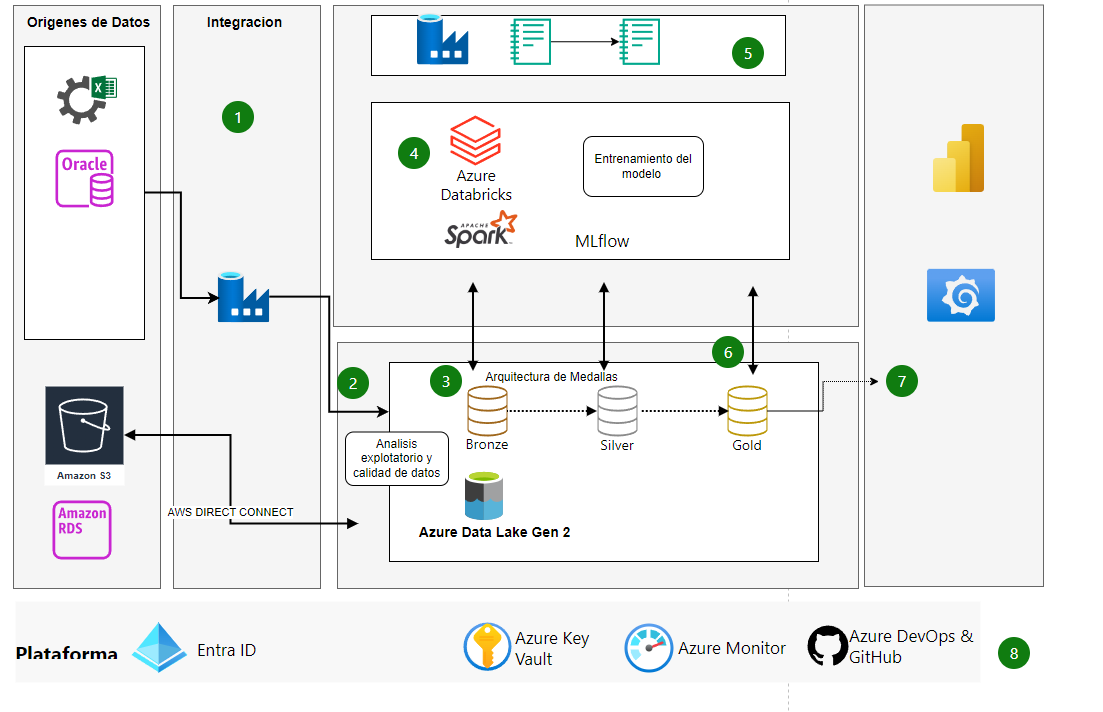 Origenes de Datos
Integracion
X
Oracle
1
5
4
Azure
Databricks
APACHE
Spark
Entrenamiento del
modelo
MLflow
2
3
6
7
Arquitectura de Medallas
Bronze
Silver
Gold
Analisis
explotatorio y
calidad de datos
Azure Data Lake Gen 2
Amazon S3
Amazon
RDS
AWS DIRECT CONNECT
Plataforma
Entra ID
Azure Key
Vault
Azure Monitor
Azure DevOps &
GitHub
8